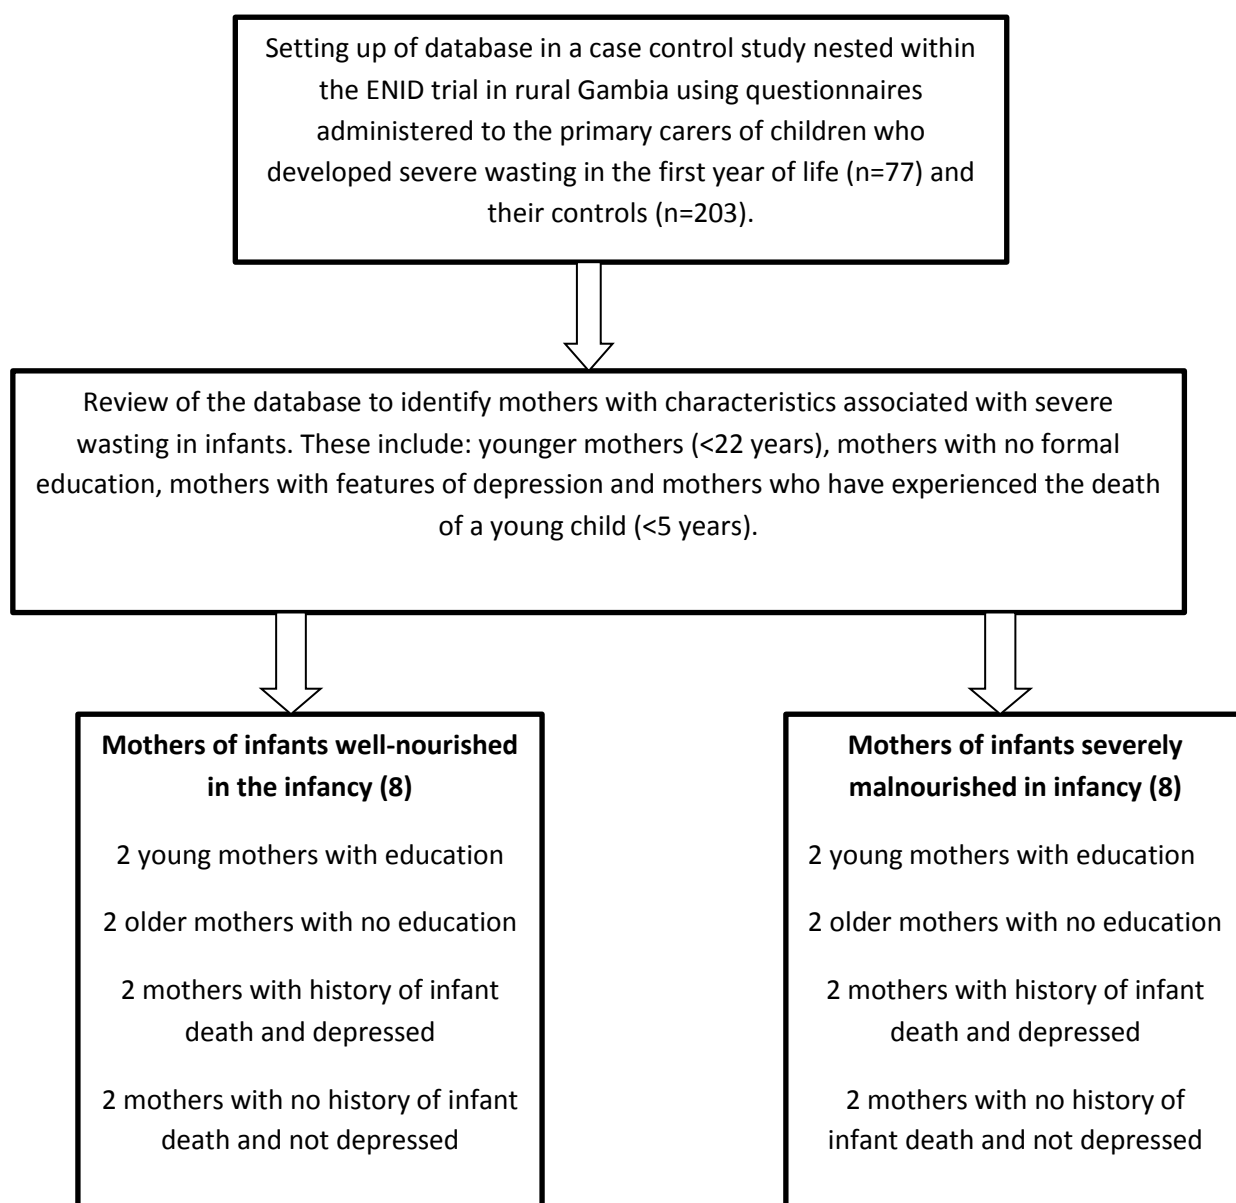 Setting up of database in a case control study nested within
the ENID trial in rural Gambia using questionnaires
administered to the primary carers of children who
developed severe wasting in the first year of life (n=77) and
their controls (n=203).
Review of the database to identify mothers with characteristics associated with severe
wasting in infants. These include: younger mothers (<22 years), mothers with no formal
education, mothers with features of depression and mothers who have experienced the death
of a young child (<5 years).
Mothers of infants well-nourished
in the infancy (8)
2 young mothers with education
2 older mothers with no education
2 mothers with history of infant
death and depressed
2 mothers with no history of infant
death and not depressed
Mothers of infants severely
malnourished in infancy (8)
2 young mothers with education
2 older mothers with no education
2 mothers with history of infant
death and depressed
2 mothers with no history of
infant death and not depressed